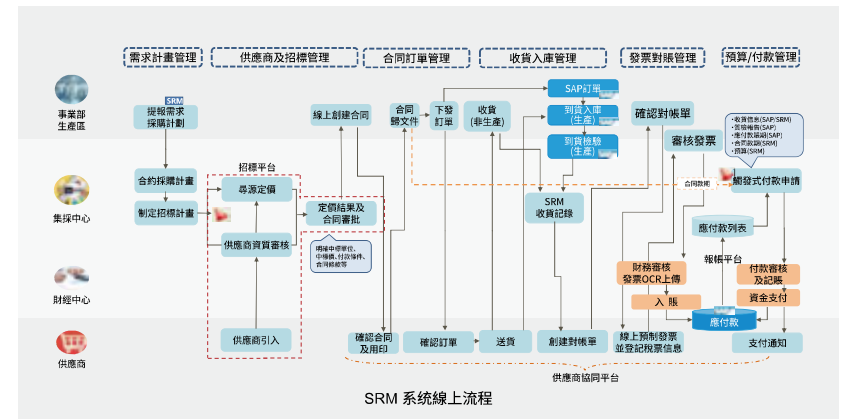 需求計畫管理
供應商及招標管理
合同訂單管理
收貨入庫管理
發票對賬管理
預算/付款管理
事業部
生產區
集採中心
財經中心
供應商
SRM
提報需求
採購計劃
合約採購計畫
制定招標計畫
招標平台
尋源定價
供應商資質審核
供應商引入
定價結果及
合同審批
明確中標單位、
中標價、付款條件、
合同條款等
線上創建合同
合同
歸文件
下發
訂單
收貨
(非生產)
SAP訂單
到貨入庫
(生產)
到貨檢驗
(生產)
SRM
收貨記錄
確認合同
及用印
確認訂單
送貨
創建對帳單
確認對帳單
審核發票
合同款期
• 收貨信息(SAP/SRM)
• 質檢報告(SAP)
• 應付款賬期(SAP)
• 合同款期(SRM)
• 預算(SRM)
觸發式付款申請
應付款列表
報帳平台
財務審核
發票OCR上傳
入 賬
應付款
付款審核
及記賬
資金支付
線上預制發票
並登記稅票信息
支付通知
供應商協同平台
SRM 系統線上流程